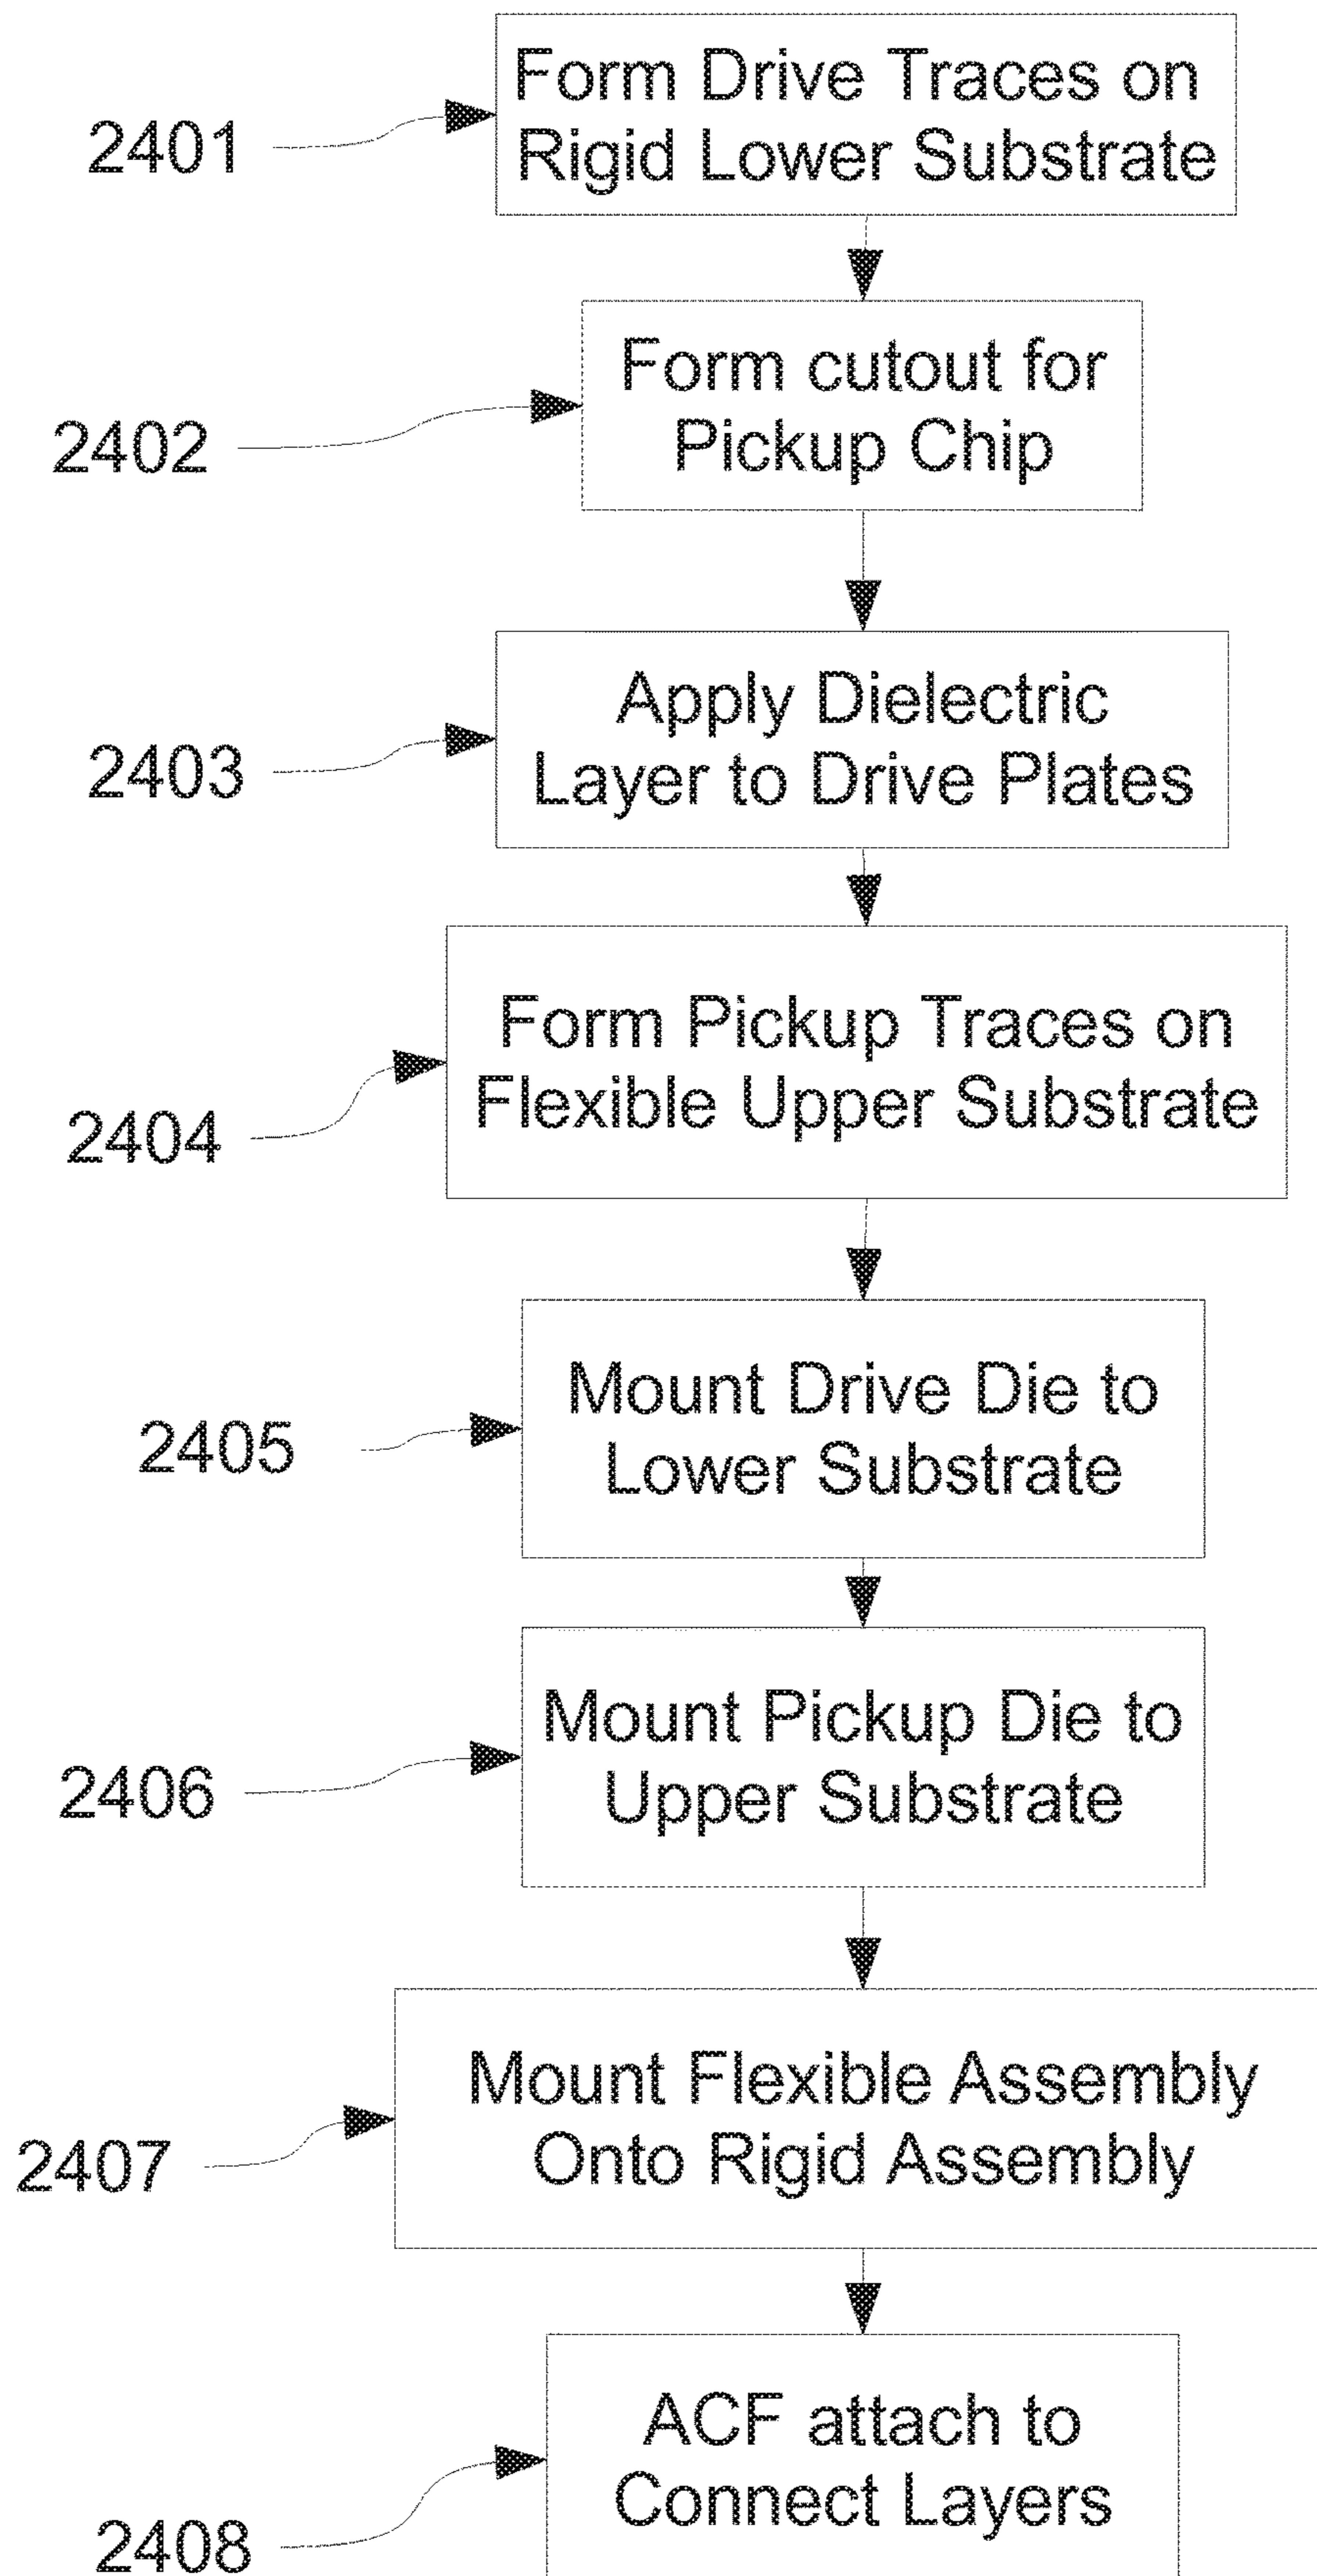 2401
Form Drive Traces on
Rigid Lower Substrate
2402
Form cutout for
Pickup Chip
2403
Apply Dielectric
Layer to Drive Plates
2404
Form Pickup Traces on
Flexible Upper Substrate
2405
Mount Drive Die to
Lower Substrate
2406
Mount Pickup Die to
Upper Substrate
2407
Mount Flexible Assembly
Onto Rigid Assembly
2408
ACF attach to
Connect Layers